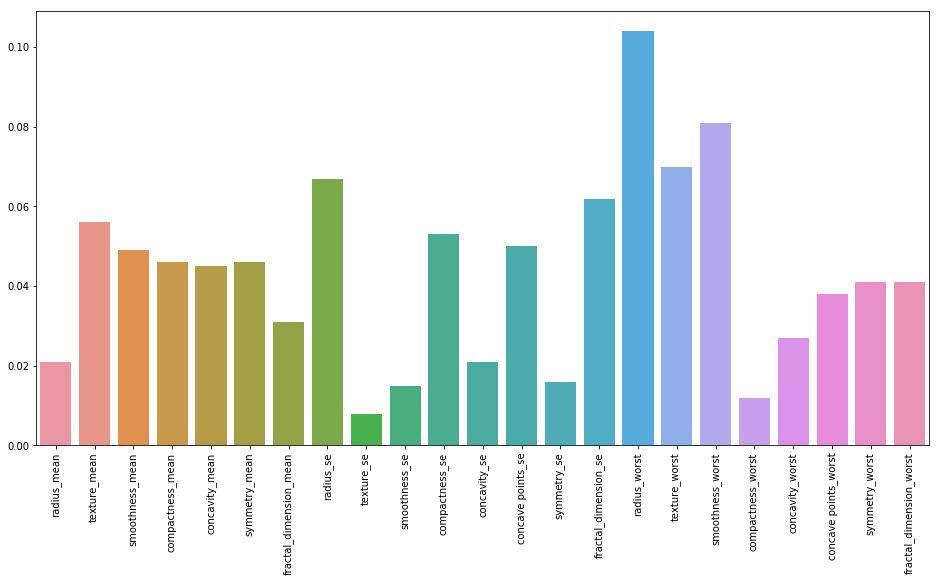 0.10
0.08
0.06
0.04
0.02
0.00
radius_mean
texture_mean
smoothness_mean
compactness_mean
concavity_mean
symmetry_mean
fractal_dimension_mean
radius_se
texture_se
smoothness_se
compactness_se
concavity_se
concave points_se
symmetry_se
fractal_dimension_se
radius_worst
texture_worst
smoothness_worst
compactness_worst
concavity_worst
concave points_worst
symmetry_worst
fractal_dimension_worst